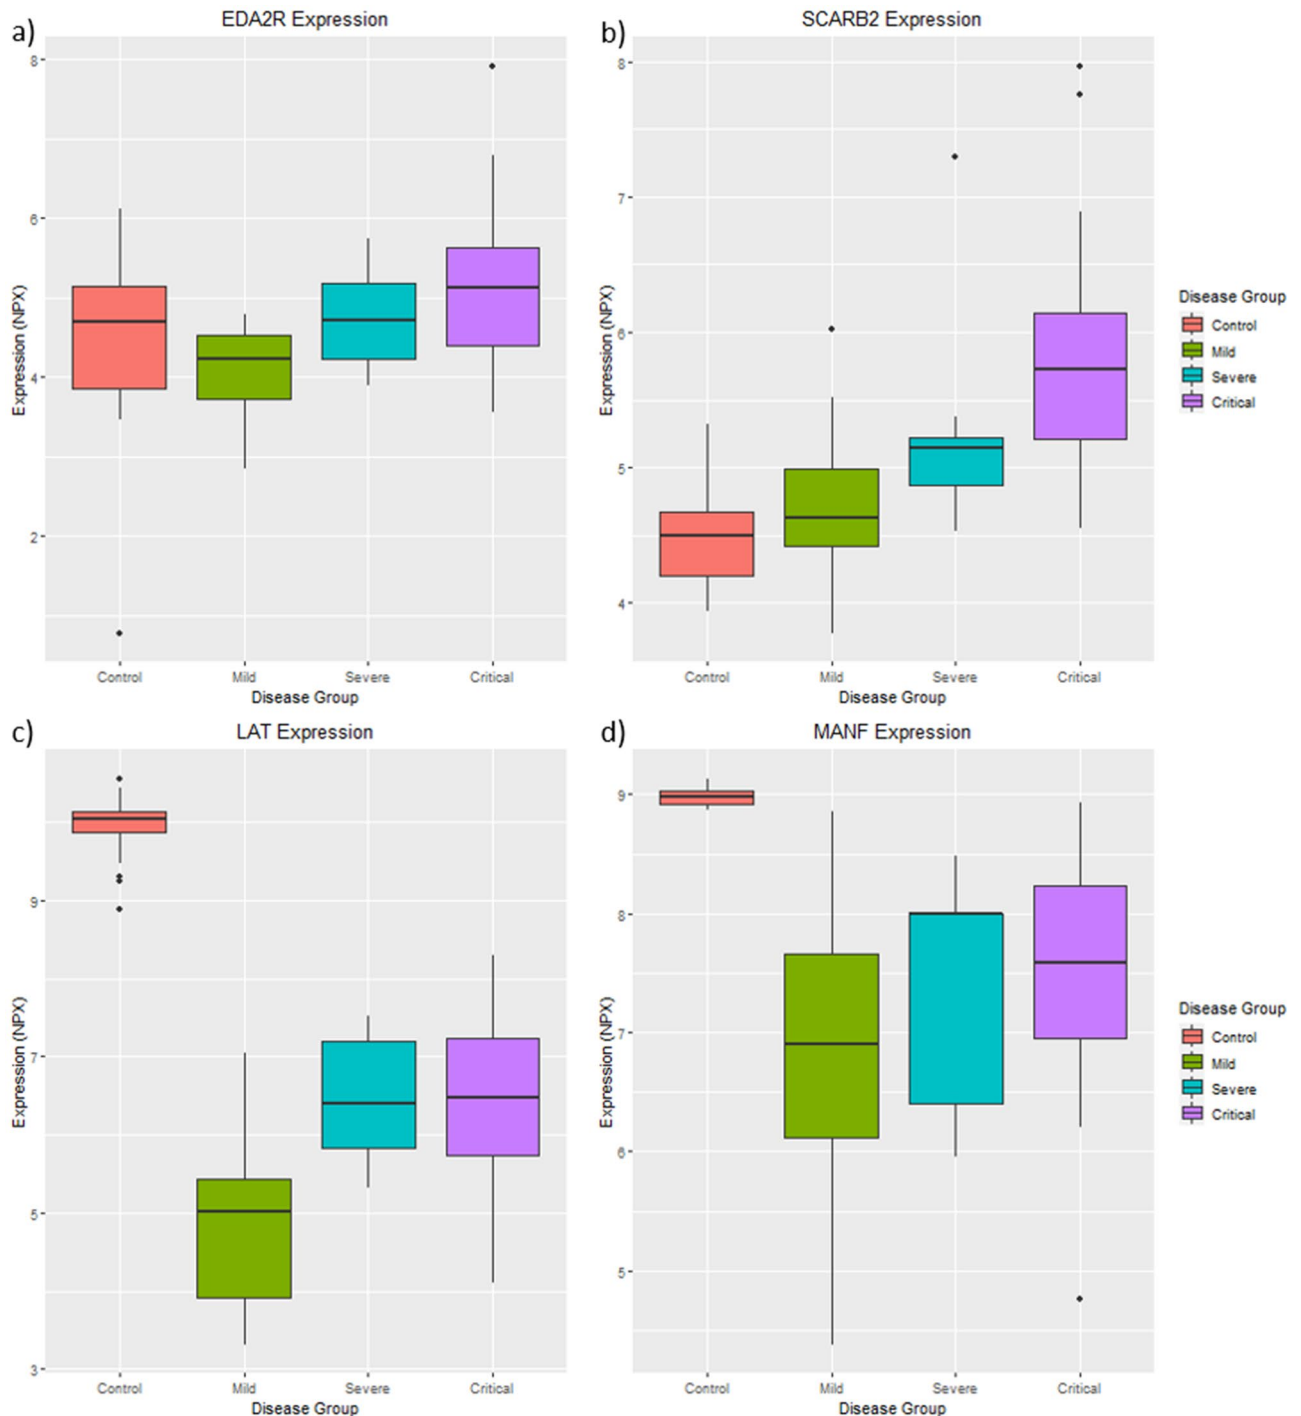 a)
EDA2R Expression
8
6
4
2
Expression (NPX)
Control Mild Severe Critical
Disease Group
b)
SCARB2 Expression
8
7
6
5
4
Expression (NPX)
Control Mild Severe Critical
Disease Group
Disease Group
Control
Mild
Severe
Critical
c)
LAT Expression
9
7
5
3
Expression (NPX)
Control Mild Severe Critical
Disease Group
d)
MANF Expression
9
8
7
6
5
Expression (NPX)
Control Mild Severe Critical
Disease Group
Disease Group
Control
Mild
Severe
Critical